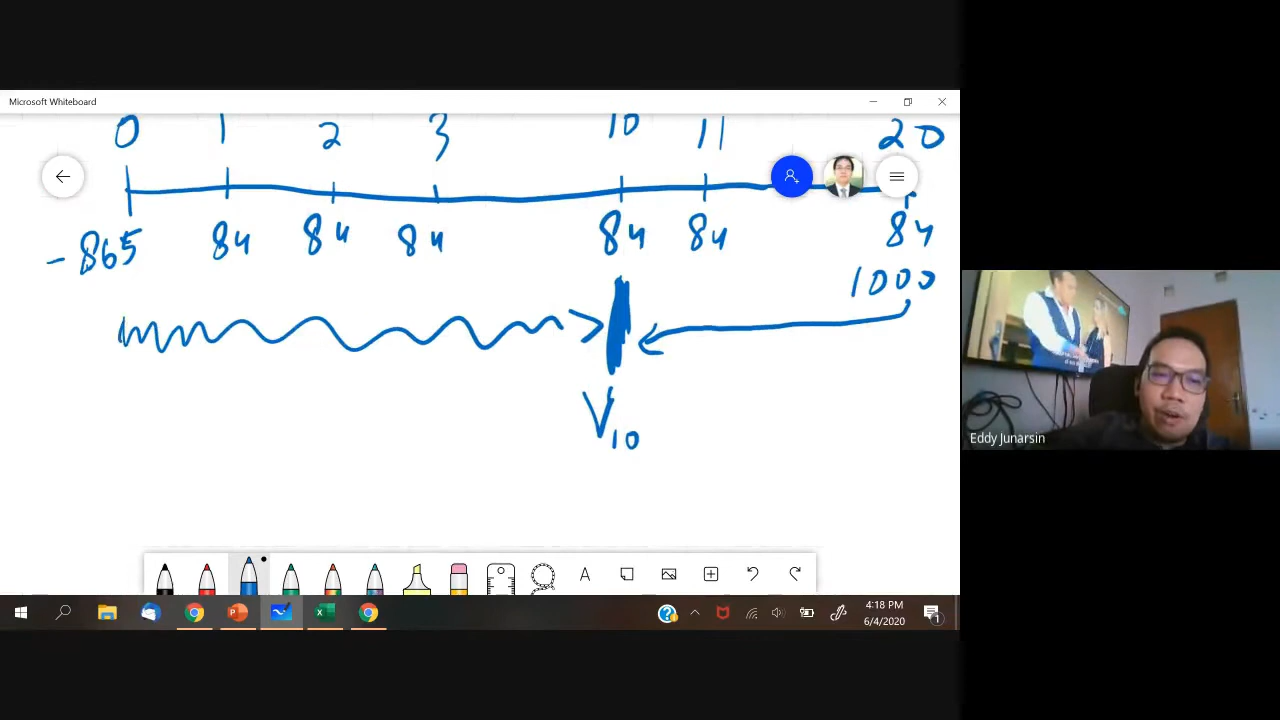 Microsoft Whiteboard
0 1 2 3 10 11 20
-865 84 84 84 84 84 84
1000
V10
A
Eddy Junarsin
4:18 PM
6/4/2020
1